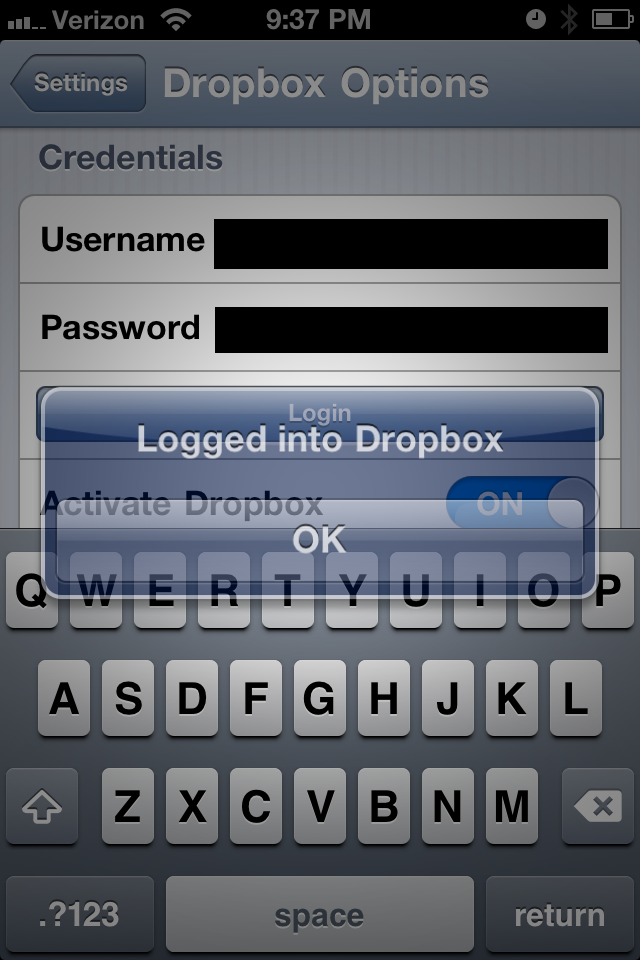 Verizon 9:37 PM
Settings Dropbox Options
Credentials
Username
Password
Login
Logged into Dropbox
Activate Dropbox ON
OK
Q W E R T Y U I O P
A S D F G H J K L
Z X C V B N M
.?123 space return